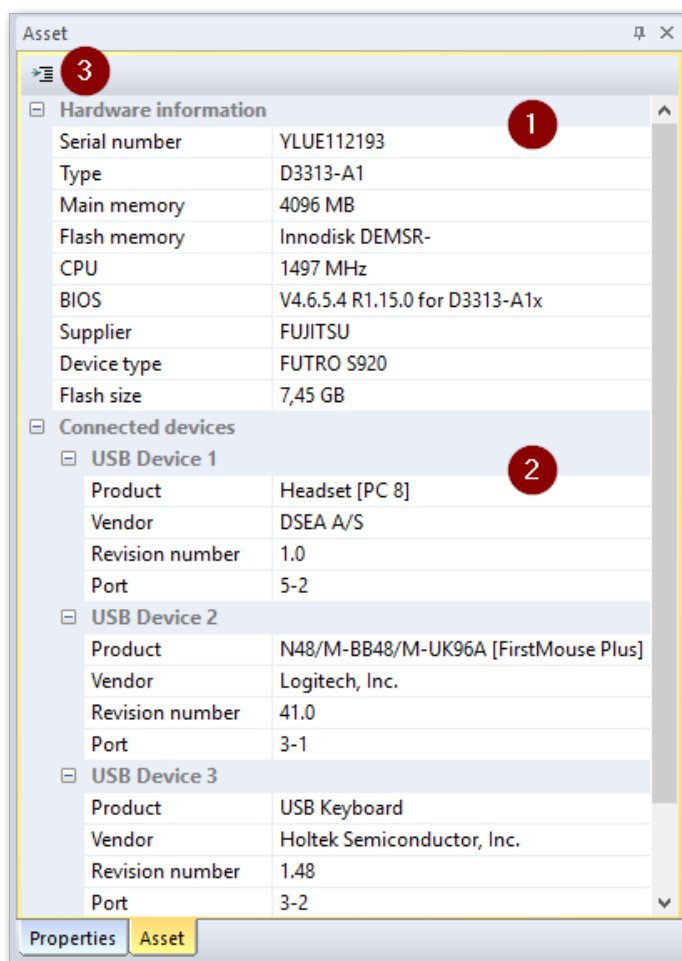 Asset
3
Hardware information
1
Serial number YLUE112193
Type D3313-A1
Main memory 4096 MB
Flash memory Innodisk DEMSR-
CPU 1497 MHz
BIOS V4.6.5.4 R1.15.0 for D3313-A1x
Supplier FUJITSU
Device type FUTRO S920
Flash size 7,45 GB
Connected devices
USB Device 1
2
Product Headset [PC 8]
Vendor DSEA A/S
Revision number 1.0
Port 5-2
USB Device 2
Product N48/M-BB48/M-UK96A [FirstMouse Plus]
Vendor Logitech, Inc.
Revision number 41.0
Port 3-1
USB Device 3
Product USB Keyboard
Vendor Holtek Semiconductor, Inc.
Revision number 1.48
Port 3-2
Properties Asset